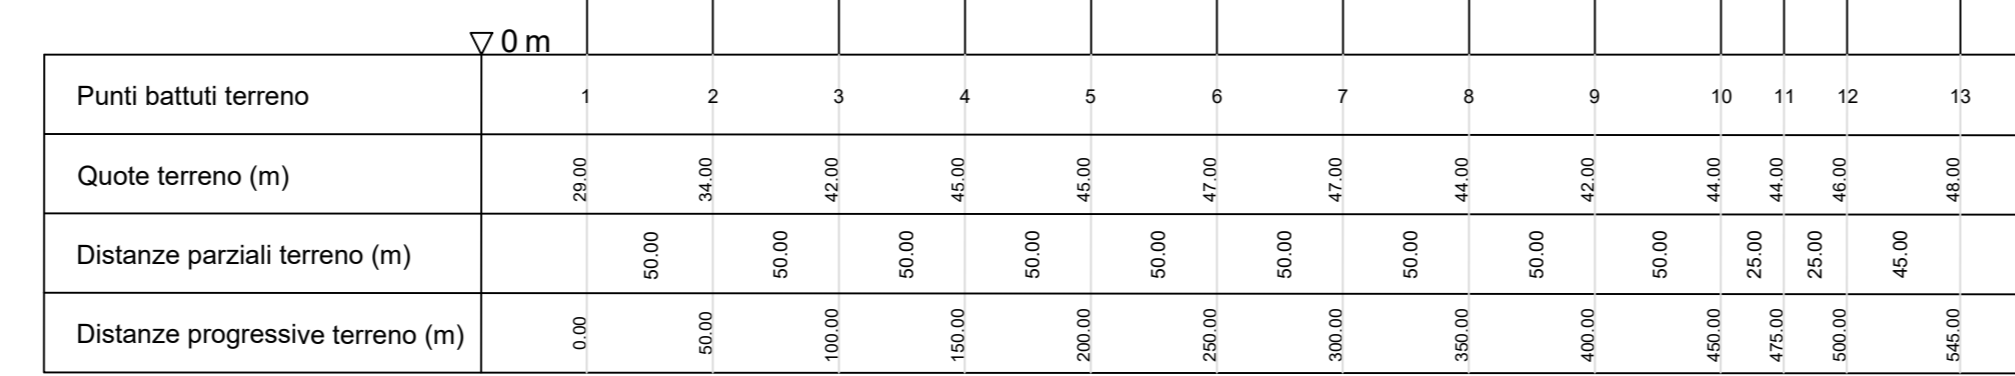 ▽ 0 m
Punti battuti terreno 1 2 3 4 5 6 7 8 9 10 11 12 13
Quote terreno (m) 29.00 34.00 42.00 45.00 45.00 47.00 47.00 44.00 42.00 44.00 44.00 46.00 48.00
Distanze parziali terreno (m) 50.00 50.00 50.00 50.00 50.00 50.00 50.00 50.00 50.00 25.00 25.00 45.00
Distanze progressive terreno (m) 0.00 50.00 100.00 150.00 200.00 250.00 300.00 350.00 400.00 450.00 475.00 500.00 545.00